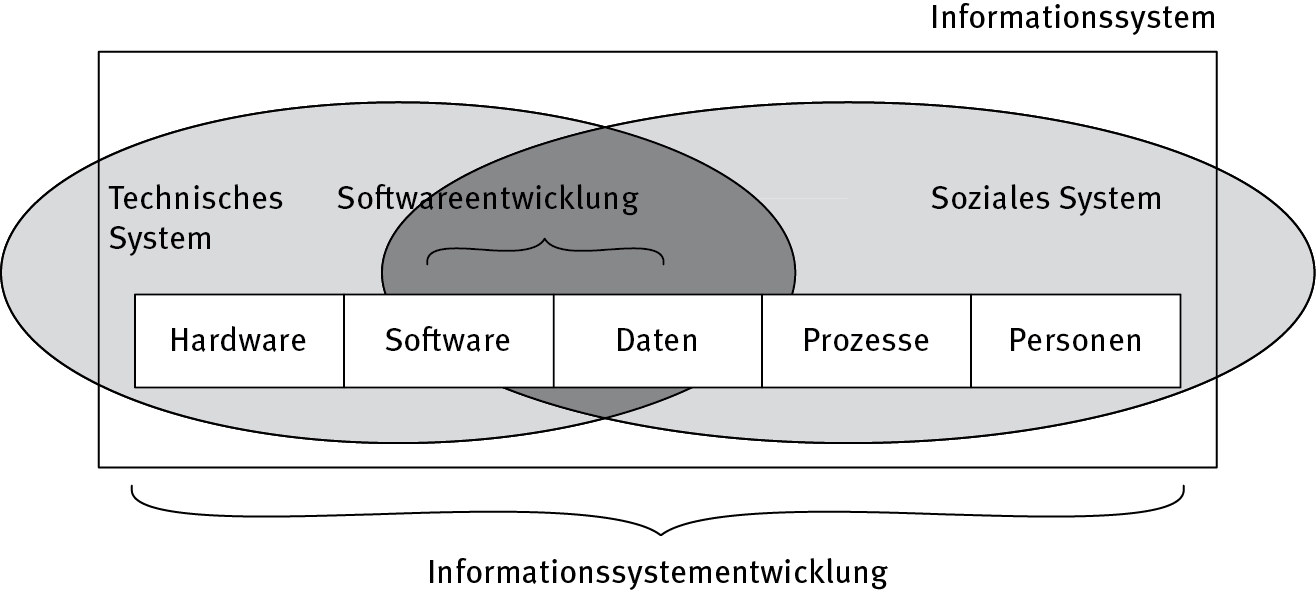 Informationssystem
Technisches
System
Softwareentwicklung
Soziales System
Hardware
Software
Daten
Prozesse
Personen
Informationssystementwicklung